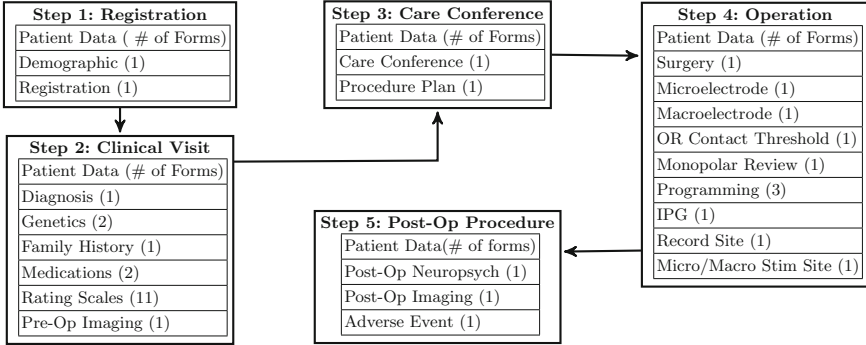 Step 1: Registration
Patient Data ( # of Forms)
Demographic (1)
Registration (1)
Step 2: Clinical Visit
Patient Data (# of Forms)
Diagnosis (1)
Genetics (2)
Family History (1)
Medications (2)
Rating Scales (11)
Pre-Op Imaging (1)
Step 3: Care Conference
Patient Data (# of Forms)
Care Conference (1)
Procedure Plan (1)
Step 4: Operation
Patient Data (# of Forms)
Surgery (1)
Microelectrode (1)
Macroelectrode (1)
OR Contact Threshold (1)
Monopolar Review (1)
Programming (3)
IPG (1)
Record Site (1)
Micro/Macro Stim Site (1)
Step 5: Post-Op Procedure
Patient Data(# of forms)
Post-Op Neuropsych (1)
Post-Op Imaging (1)
Adverse Event (1)